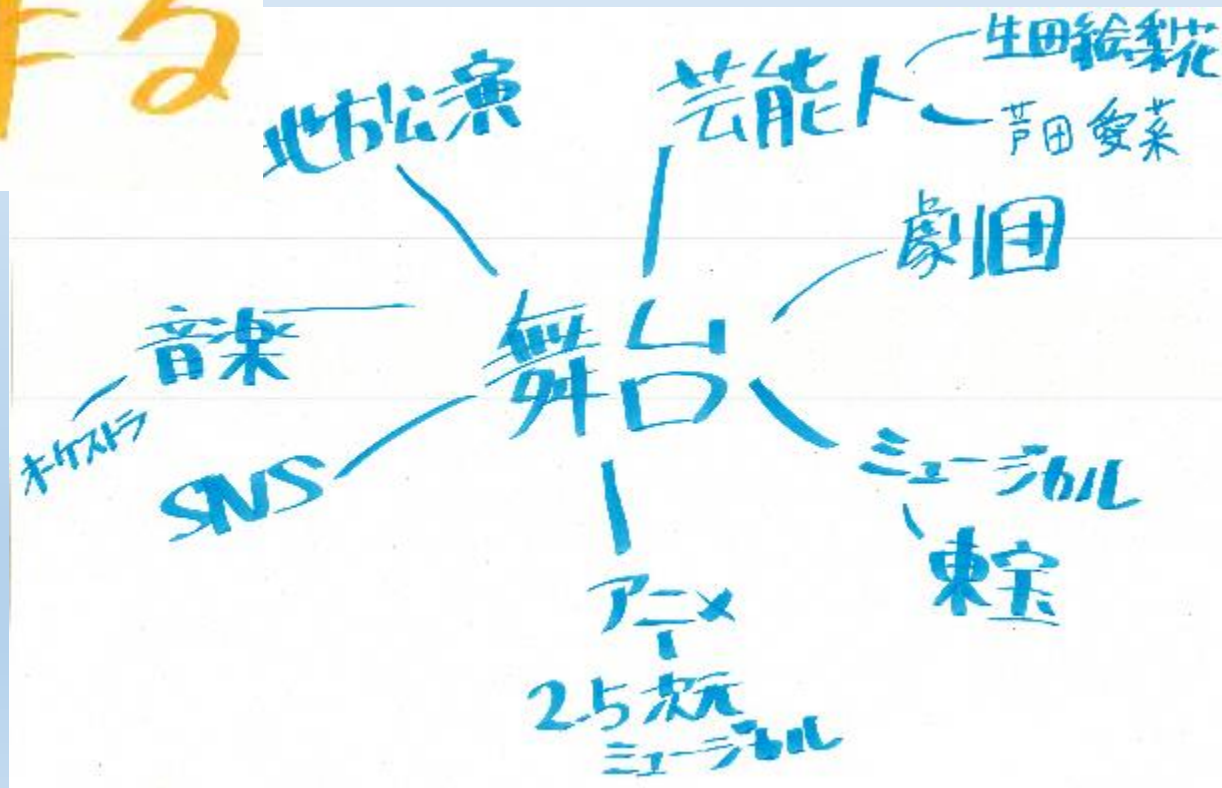 地方公演
芸能人
生田絵梨花
芦田愛菜
劇団
音楽
舞台
オーケストラ
SNS
ミュージカル
東宝
アニメ
2.5次元
ミュージカル